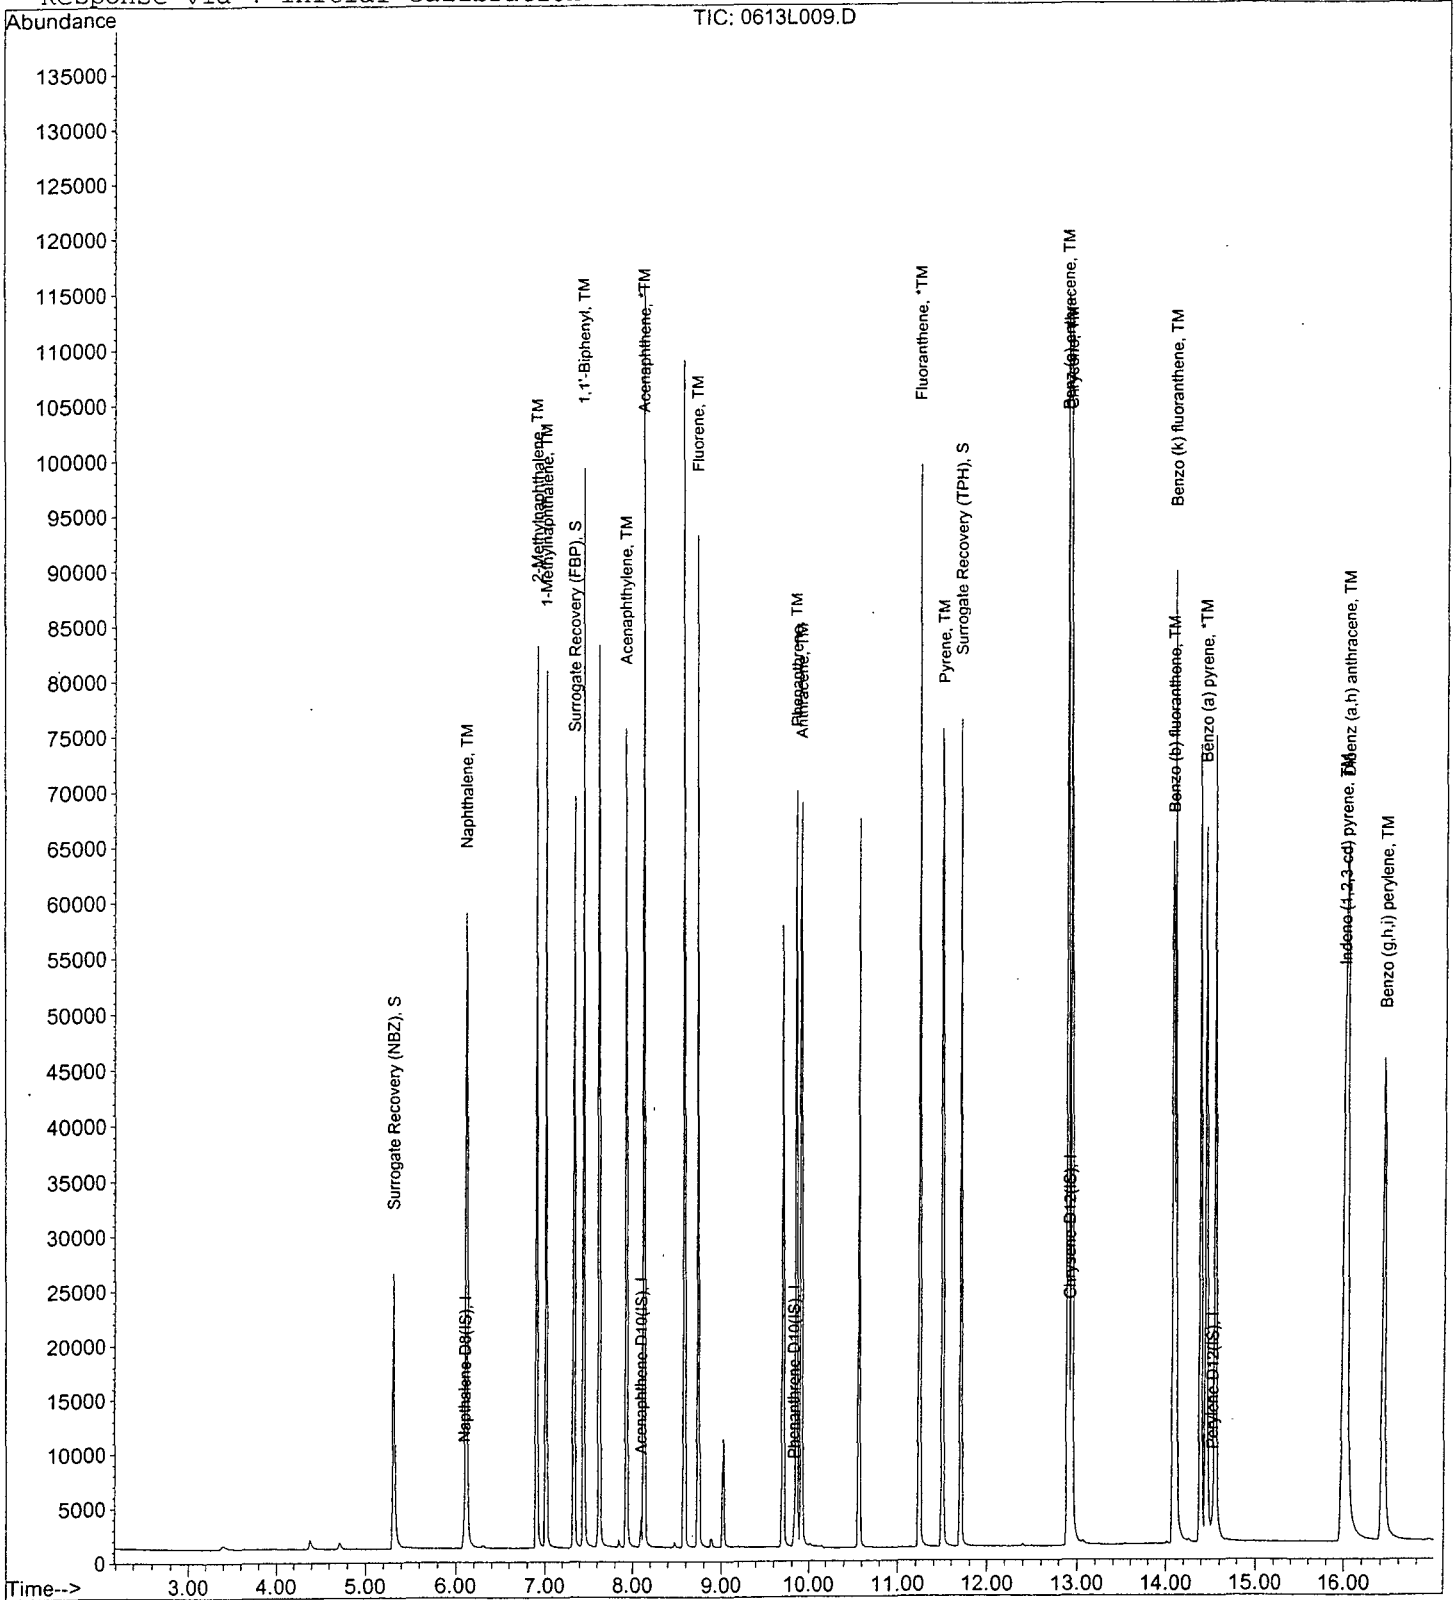 Response via : Initial Calibration
Abundance
TIC: 0613L009.D
135000
130000
125000
120000
115000
110000
105000
100000
95000
90000
85000
80000
75000
70000
65000
60000
55000
50000
45000
40000
35000
30000
25000
20000
15000
10000
5000
0
Surrogate Recovery (NBZ), S
Napthalene-D8(IS), I
Naphthalene, TM
2-Methylnaphthalene, TM
1-Methylnaphthalene, TM
Surrogate Recovery (FBP), S
1,1'-Biphenyl, TM
Acenaphthylene, TM
Acenaphthene-D10(IS), I
Acenaphthene, *TM
Fluorene, TM
Phenanthrene-D10(IS), I
Phenanthrene, TM
Anthracene, TM
Fluoranthene, *TM
Pyrene, TM
Surrogate Recovery (TPH), S
Benz (a) anthracene, TM
Chrysene, TM
Chrysene-D12(IS), I
Benzo (b) fluoranthene, TM
Benzo (k) fluoranthene, TM
Benzo (a) pyrene, *TM
Perylene-D12(IS), I
Indeno (1,2,3-cd) pyrene, TM
Dibenz (a,h) anthracene, TM
Benzo (g,h,i) perylene, TM
Time-->
3.00 4.00 5.00 6.00 7.00 8.00 9.00 10.00 11.00 12.00 13.00 14.00 15.00 16.00